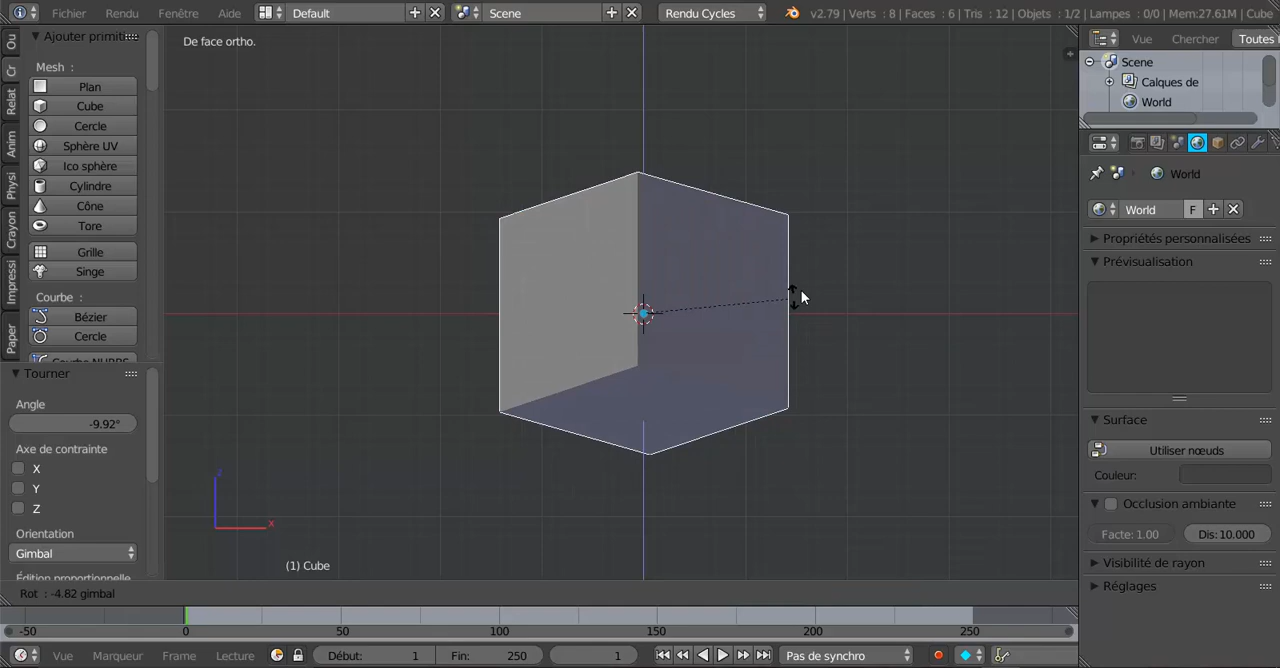 Fichier Rendu Fenêtre Aide Default Scene Rendu Cycles v2.79 | Verts : 8 | Faces : 6 | Tris : 12 | Objets : 1/2 | Lampes : 0/0 | Mem:27.61M | Cube
Ou
Cr
Relat
Anim
Physi
Crayon
Impressi
Paper
Ajouter primiti
Mesh :
Plan
Cube
Cercle
Sphère UV
Ico sphère
Cylindre
Cône
Tore
Grille
Singe
Courbe :
Bézier
Cercle
Tourner
Angle
-9.92°
Axe de contrainte
X
Y
Z
Orientation
Gimbal
De face ortho.
z
x
(1) Cube
Rot : -4.82 gimbal
-50 0 50 100 150 200 250
Vue Marqueur Frame Lecture Début: 1 Fin: 250 1 Pas de synchro
Vue Chercher Toutes
Scene
Calques de
World
World
World F
Propriétés personnalisées
Prévisualisation
Surface
Utiliser nœuds
Couleur:
Occlusion ambiante
Facte: 1.00 Dis: 10.000
Visibilité de rayon
Réglages